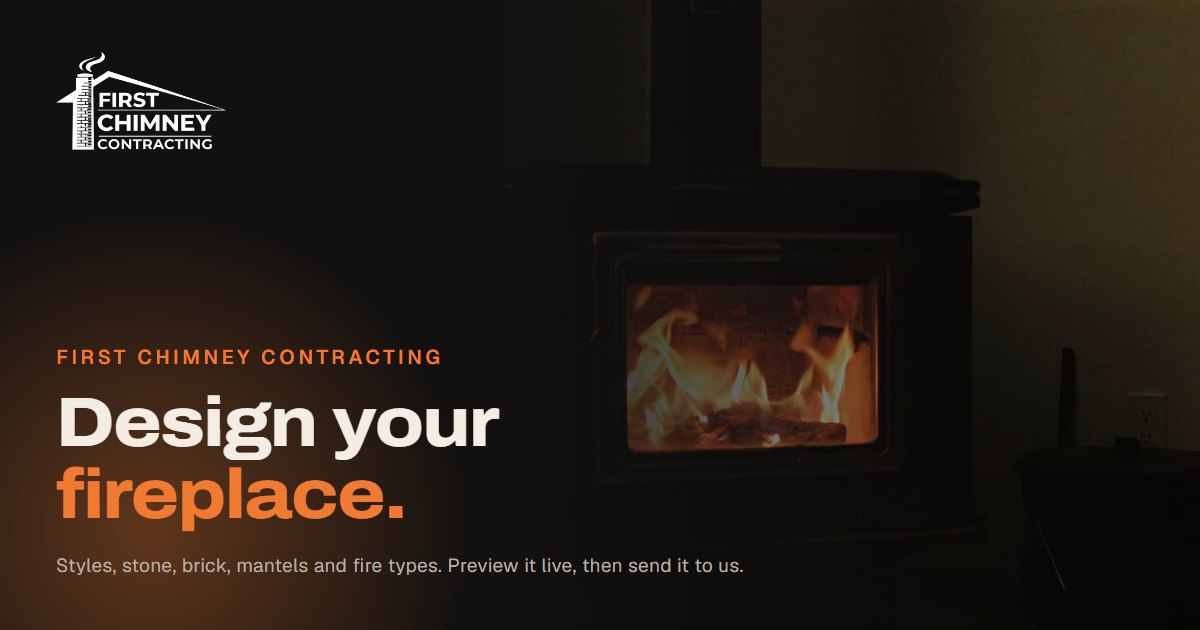 FIRST
CHIMNEY
CONTRACTING
FIRST CHIMNEY CONTRACTING
Design your
fireplace.
Styles, stone, brick, mantels and fire types. Preview it live, then send it to us.